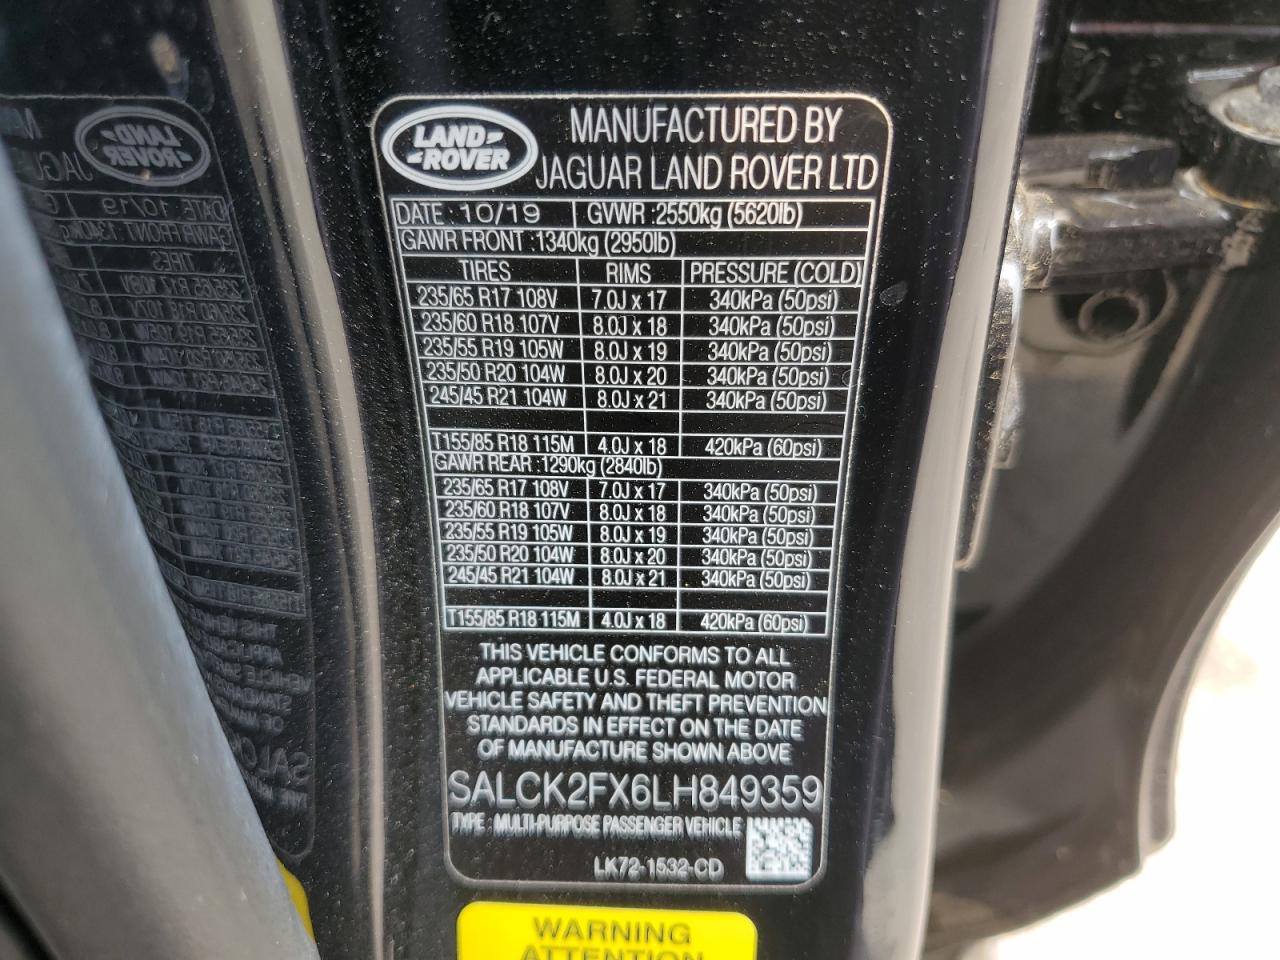 LAND
ROVER
MANUFACTURED BY
JAGUAR LAND ROVER LTD
DATE : 10/19 GVWR : 2550kg (5620lb)
GAWR FRONT : 1340kg (2950lb)
TIRES RIMS PRESSURE (COLD)
235/65 R17 108V 7.0J x 17 340kPa (50psi)
235/60 R18 107V 8.0J x 18 340kPa (50psi)
235/55 R19 105W 8.0J x 19 340kPa (50psi)
235/50 R20 104W 8.0J x 20 340kPa (50psi)
245/45 R21 104W 8.0J x 21 340kPa (50psi)
T155/85 R18 115M 4.0J x 18 420kPa (60psi)
GAWR REAR : 1290kg (2840lb)
235/65 R17 108V 7.0J x 17 340kPa (50psi)
235/60 R18 107V 8.0J x 18 340kPa (50psi)
235/55 R19 105W 8.0J x 19 340kPa (50psi)
235/50 R20 104W 8.0J x 20 340kPa (50psi)
245/45 R21 104W 8.0J x 21 340kPa (50psi)
T155/85 R18 115M 4.0J x 18 420kPa (60psi)
THIS VEHICLE CONFORMS TO ALL
APPLICABLE U.S. FEDERAL MOTOR
VEHICLE SAFETY AND THEFT PREVENTION
STANDARDS IN EFFECT ON THE DATE
OF MANUFACTURE SHOWN ABOVE
SALCK2FX6LH849359
TYPE : MULTI-PURPOSE PASSENGER VEHICLE
LK72-1532-CD
WARNING
ATTENTION